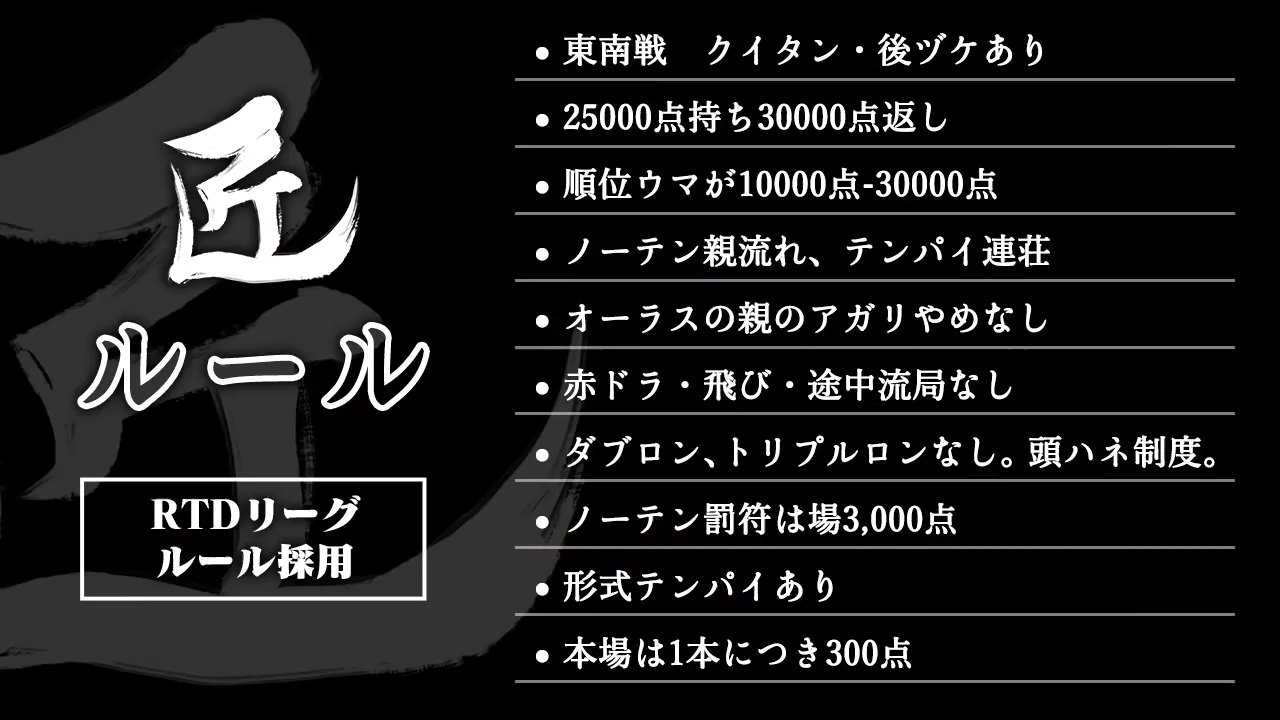 匠
ルール
RTDリーグ
ルール採用
・東南戦　クイタン・後ヅケあり
・25000点持ち30000点返し
・順位ウマが10000点-30000点
・ノーテン親流れ、テンパイ連荘
・オーラスの親のアガリやめなし
・赤ドラ・飛び・途中流局なし
・ダブロン、トリプルロンなし。頭ハネ制度。
・ノーテン罰符は場3,000点
・形式テンパイあり
・本場は1本につき300点